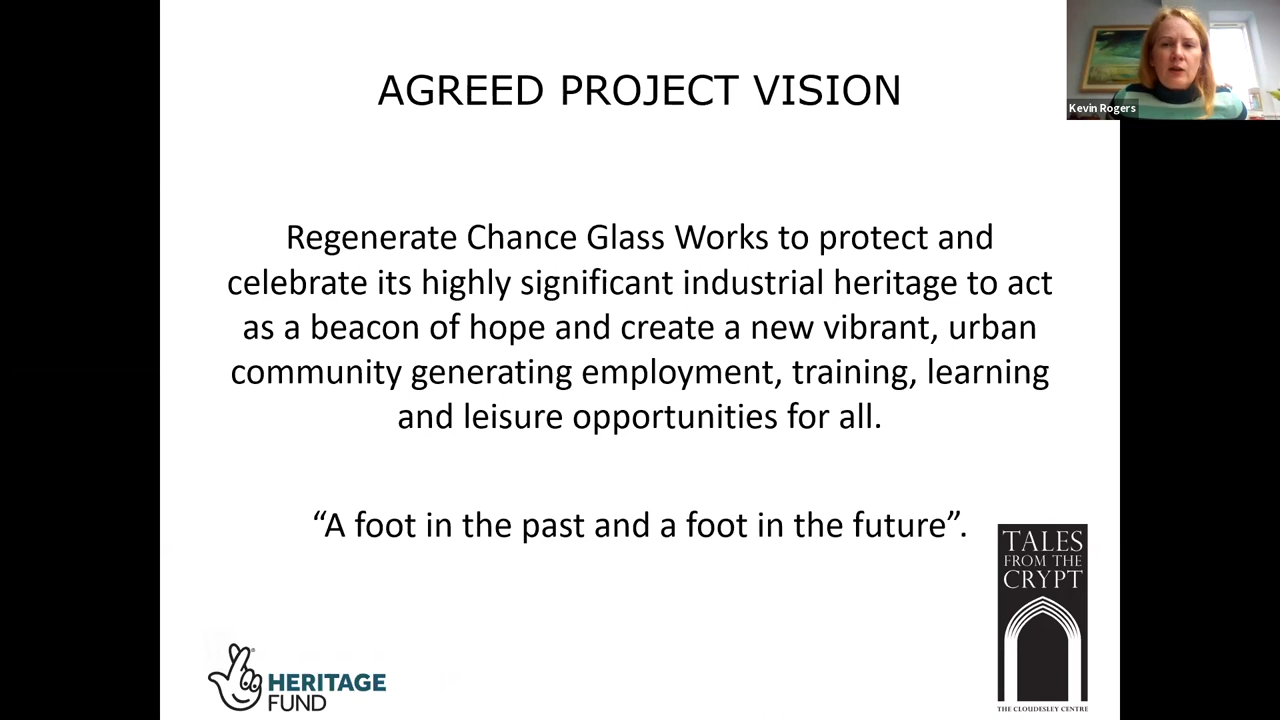 AGREED PROJECT VISION
Kevin Rogers
Regenerate Chance Glass Works to protect and
celebrate its highly significant industrial heritage to act
as a beacon of hope and create a new vibrant, urban
community generating employment, training, learning
and leisure opportunities for all.
“A foot in the past and a foot in the future”.
TALES
FROM THE
CRYPT
THE CLOUDESLEY CENTRE
HERITAGE
FUND